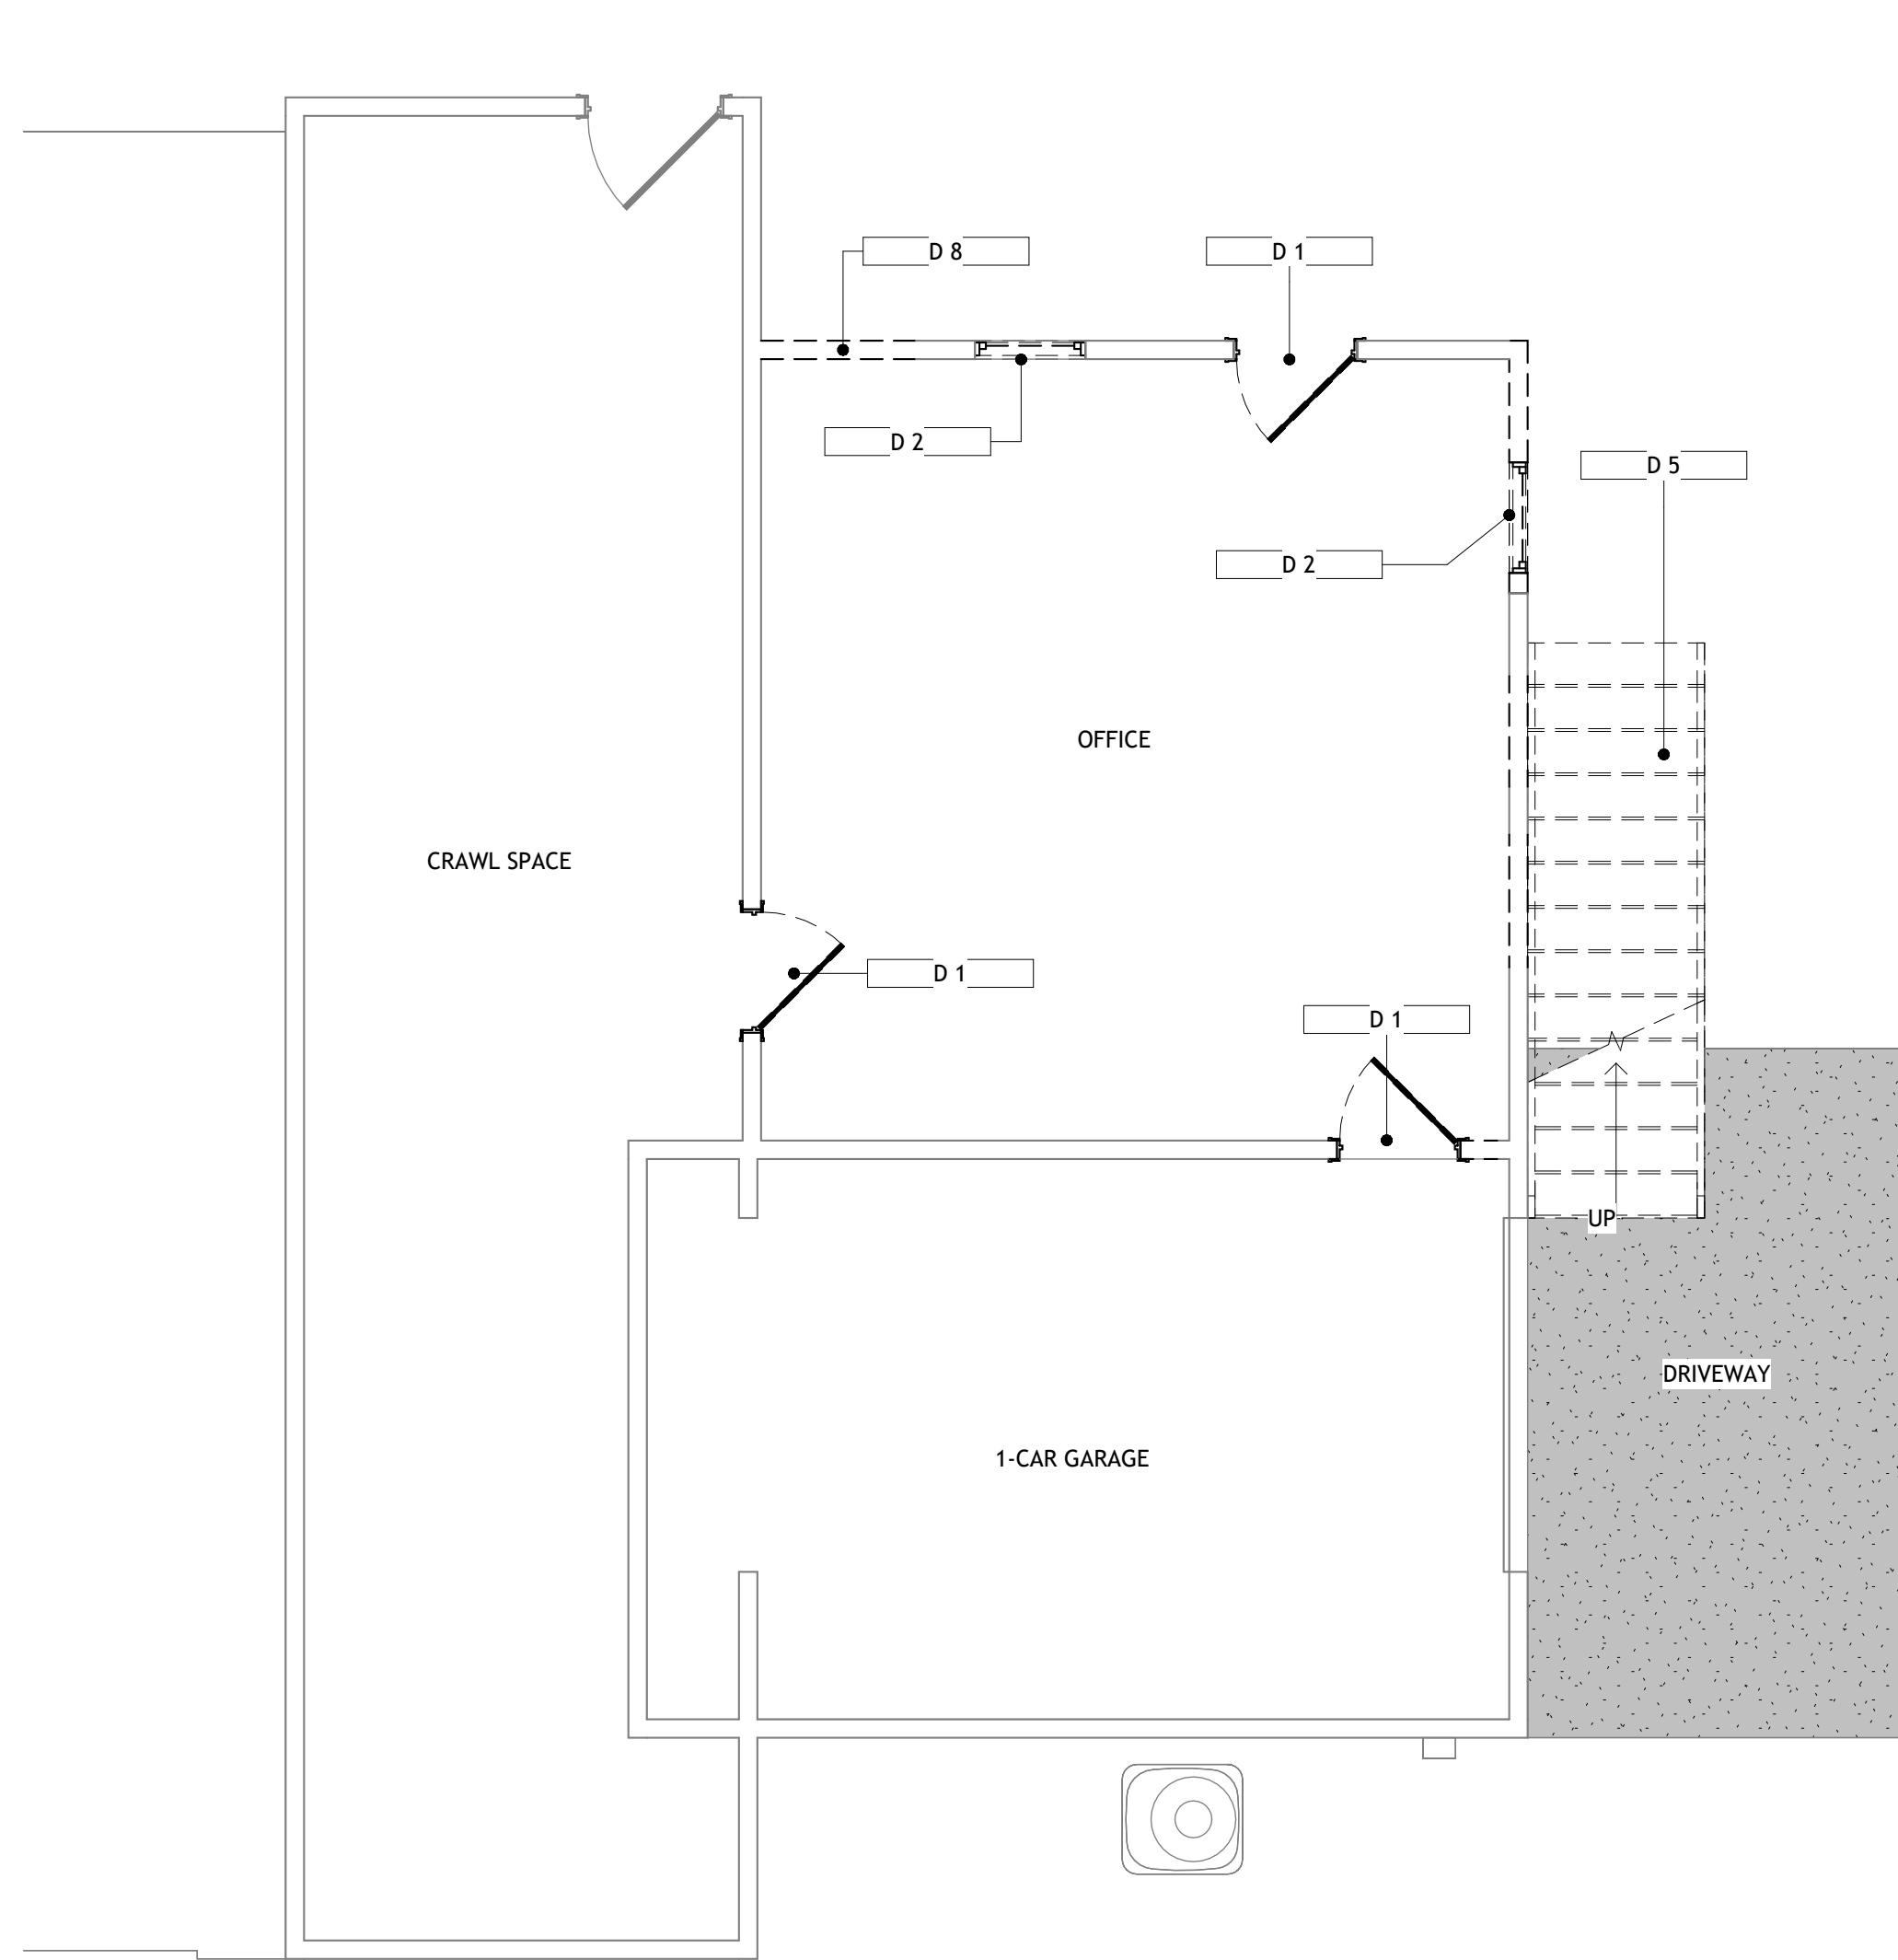 D 8
D 1
D 2
D 5
D 2
OFFICE
CRAWL SPACE
D 1
D 1
UP
DRIVEWAY
1-CAR GARAGE